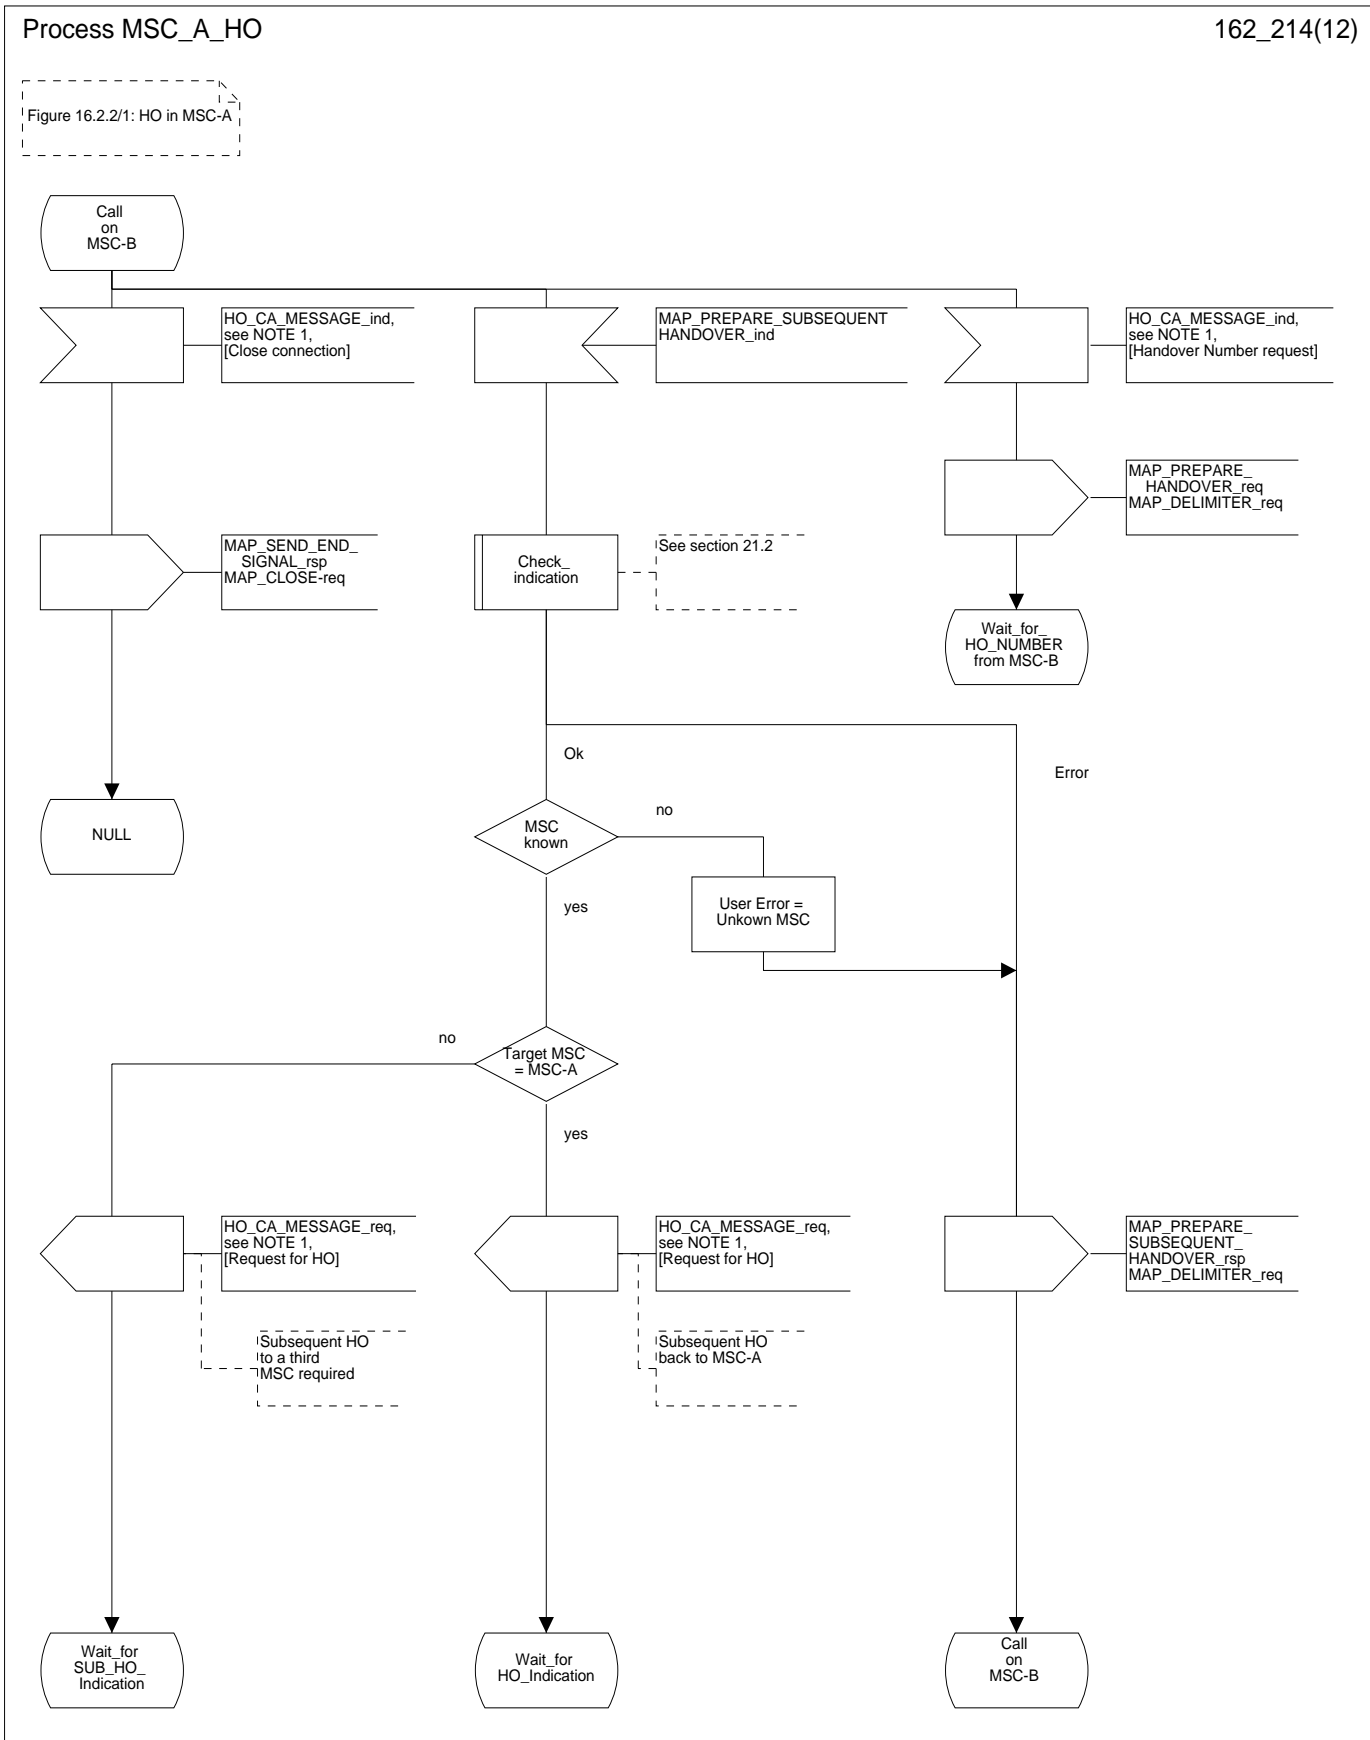 Process MSC_A_HO
162_214(12)
Figure 16.2.2/1: HO in MSC-A
Call
on
MSC-B
HO_CA_MESSAGE_ind,
see NOTE 1,
[Close connection]
MAP_PREPARE_SUBSEQUENT
HANDOVER_ind
HO_CA_MESSAGE_ind,
see NOTE 1,
[Handover Number request]
MAP_PREPARE_
HANDOVER_req
MAP_DELIMITER_req
MAP_SEND_END_
SIGNAL_rsp
MAP_CLOSE-req
Check_
indication
See section 21.2
Wait_for_
HO_NUMBER
from MSC-B
Ok
Error
NULL
MSC
known
no
User Error =
Unkown MSC
yes
Target MSC
= MSC-A
no
yes
HO_CA_MESSAGE_req,
see NOTE 1,
[Request for HO]
HO_CA_MESSAGE_req,
see NOTE 1,
[Request for HO]
MAP_PREPARE_
SUBSEQUENT_
HANDOVER_rsp
MAP_DELIMITER_req
Subsequent HO
to a third
MSC required
Subsequent HO
back to MSC-A
Wait_for
SUB_HO_
Indication
Wait_for
HO_Indication
Call
on
MSC-B